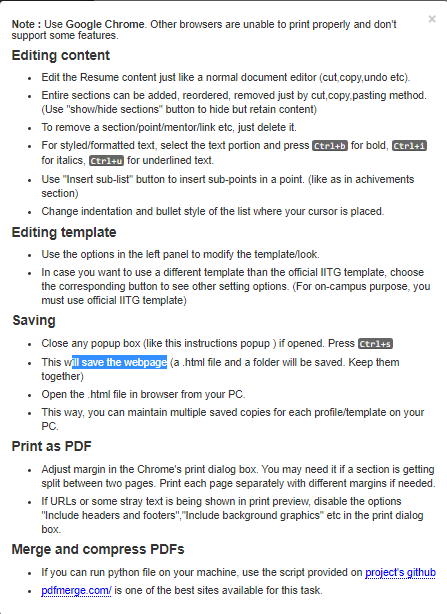 Note : Use Google Chrome. Other browsers are unable to print properly and don't
support some features.
Editing content
Edit the Resume content just like a normal document editor (cut,copy,undo etc).
Entire sections can be added, reordered, removed just by cut,copy,pasting method.
(Use "show/hide sections" button to hide but retain content)
To remove a section/point/mentor/link etc, just delete it.
For styled/formatted text, select the text portion and press Ctrl+b for bold, Ctrl+i
for italics, Ctrl+u for underlined text.
Use "Insert sub-list" button to insert sub-points in a point. (like as in achivements
section)
Change indentation and bullet style of the list where your cursor is placed.
Editing template
Use the options in the left panel to modify the template/look.
In case you want to use a different template than the official IITG template, choose
the corresponding button to see other setting options. (For on-campus purpose, you
must use official IITG template)
Saving
Close any popup box (like this instructions popup ) if opened. Press Ctrl+s
This will save the webpage (a .html file and a folder will be saved. Keep them
together)
Open the .html file in browser from your PC.
This way, you can maintain multiple saved copies for each profile/template on your
PC.
Print as PDF
Adjust margin in the Chrome's print dialog box. You may need it if a section is getting
split between two pages. Print each page separately with different margins if needed.
If URLs or some stray text is being shown in print preview, disable the options
"Include headers and footers","Include background graphics" etc in the print dialog
box.
Merge and compress PDFs
If you can run python file on your machine, use the script provided on project's github
pdfmerge.com/ is one of the best sites available for this task.